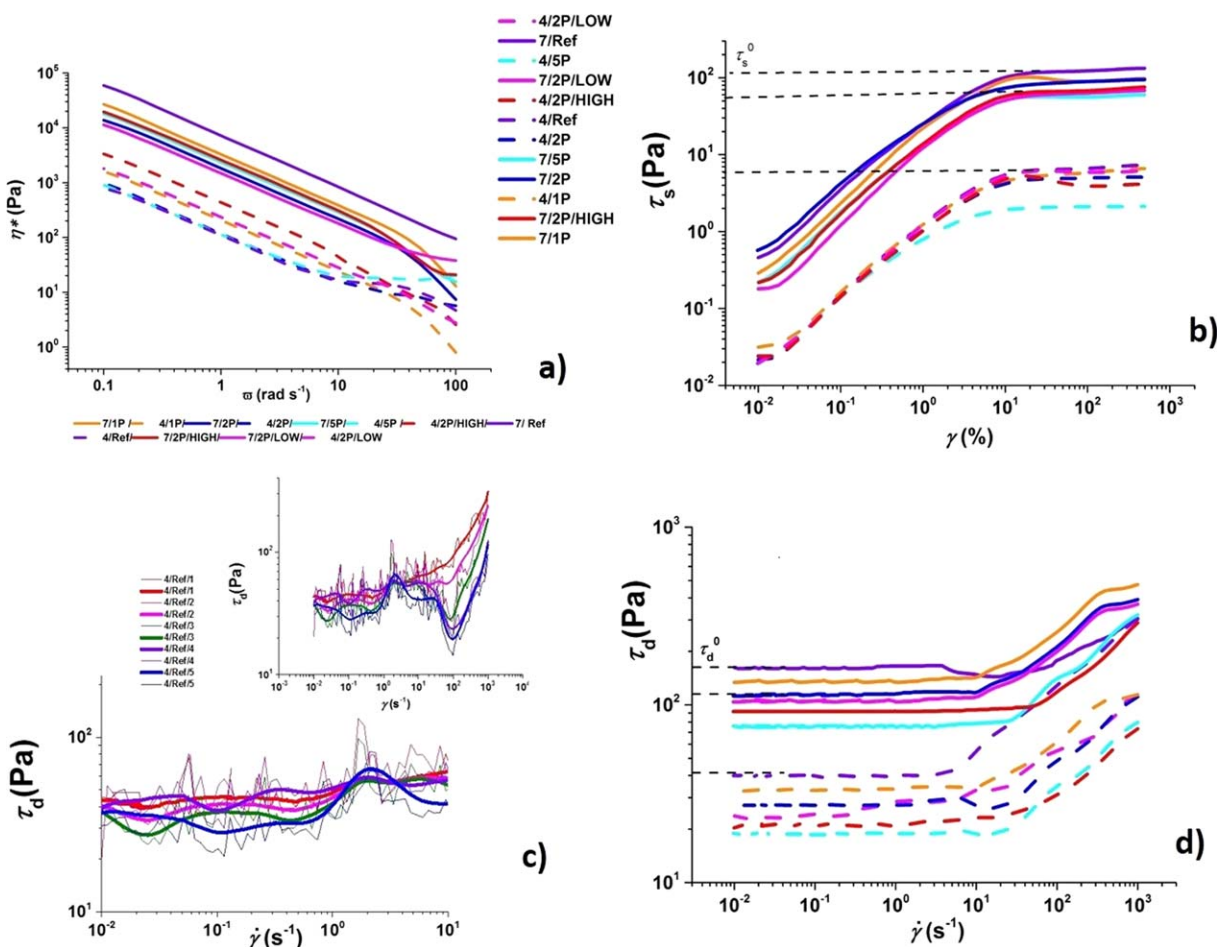 4/2P/LOW
7/Ref
4/5P
7/2P/LOW
4/2P/HIGH
4/Ref
4/2P
7/5P
7/2P
4/1P
7/2P/HIGH
7/1P
10⁵
10⁴
10³
10²
10¹
10⁰
η* (Pa)
0.1 1 10 100
ϖ (rad s⁻¹)
a)
7/1P / 4/1P/ 7/2P/ 4/2P/ 7/5P/ 4/5P / 4/2P/HIGH/ 7/ Ref
4/Ref/ 7/2P/HIGH/ 7/2P/LOW/ 4/2P/LOW
τₛ⁰
10²
10¹
10⁰
10⁻¹
10⁻²
τₛ(Pa)
10⁻² 10⁻¹ 10⁰ 10¹ 10² 10³
γ (%)
b)
4/Ref/1
4/Ref/1
4/Ref/2
4/Ref/2
4/Ref/3
4/Ref/3
4/Ref/4
4/Ref/4
4/Ref/5
4/Ref/5
10²
10¹
τd(Pa)
10⁻³ 10⁻² 10⁻¹ 10⁰ 10¹ 10² 10³ 10⁴
γ̇(s⁻¹)
10²
10¹
τd(Pa)
10⁻² 10⁻¹ 10⁰ 10¹
γ̇ (s⁻¹)
c)
10³
10²
10¹
τd(Pa)
τd⁰
10⁻² 10⁻¹ 10⁰ 10¹ 10² 10³
γ̇ (s⁻¹)
d)